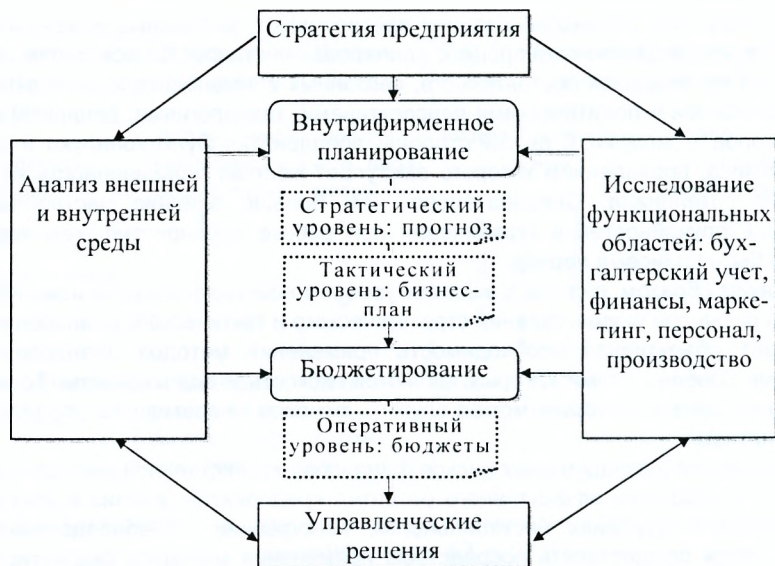 Стратегия предприятия
Внутрифирменное
планирование
Анализ внешней
и внутренней
среды
Стратегический
уровень: прогноз
Тактический
уровень: бизнес-
план
Бюджетирование
Оперативный
уровень: бюджеты
Исследование
функциональных
областей: бух-
галтерский учет,
финансы, марке-
тинг, персонал,
производство
Управленческие
решения